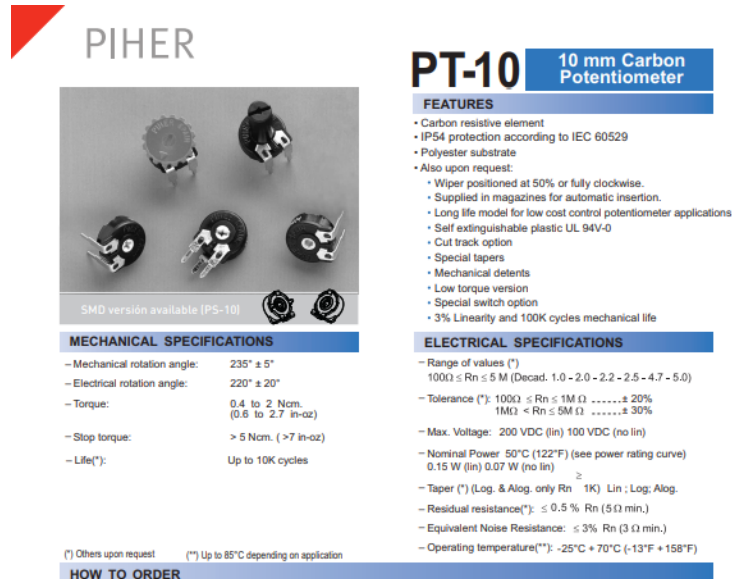 PIHER
PT-10
10 mm Carbon
Potentiometer
FEATURES
• Carbon resistive element
• IP54 protection according to IEC 60529
• Polyester substrate
• Also upon request:
• Wiper positioned at 50% or fully clockwise.
• Supplied in magazines for automatic insertion.
• Long life model for low cost control potentiometer applications
• Self extinguishable plastic UL 94V-0
• Cut track option
• Special tapers
• Mechanical detents
• Low torque version
• Special switch option
• 3% Linearity and 100K cycles mechanical life
SMD versión available (PS-10)
MECHANICAL SPECIFICATIONS
– Mechanical rotation angle: 235° ± 5°
– Electrical rotation angle: 220° ± 20°
– Torque: 0.4 to 2 Ncm.
(0.6 to 2.7 in-oz)
– Stop torque: > 5 Ncm. ( >7 in-oz)
– Life(*): Up to 10K cycles
(*) Others upon request (**) Up to 85°C depending on application
ELECTRICAL SPECIFICATIONS
– Range of values (*)
100Ω ≤ Rn ≤ 5 M (Decad. 1.0 - 2.0 - 2.2 - 2.5 - 4.7 - 5.0)
– Tolerance (*): 100Ω ≤ Rn ≤ 1M Ω ......± 20%
1MΩ < Rn ≤ 5M Ω ......± 30%
– Max. Voltage: 200 VDC (lin) 100 VDC (no lin)
– Nominal Power 50°C (122°F) (see power rating curve)
0.15 W (lin) 0.07 W (no lin)
– Taper (*) (Log. & Alog. only Rn ≥ 1K) Lin ; Log; Alog.
– Residual resistance(*): ≤ 0.5 % Rn (5 Ω min.)
– Equivalent Noise Resistance: ≤ 3% Rn (3 Ω min.)
– Operating temperature(**): -25°C + 70°C (-13°F + 158°F)
HOW TO ORDER